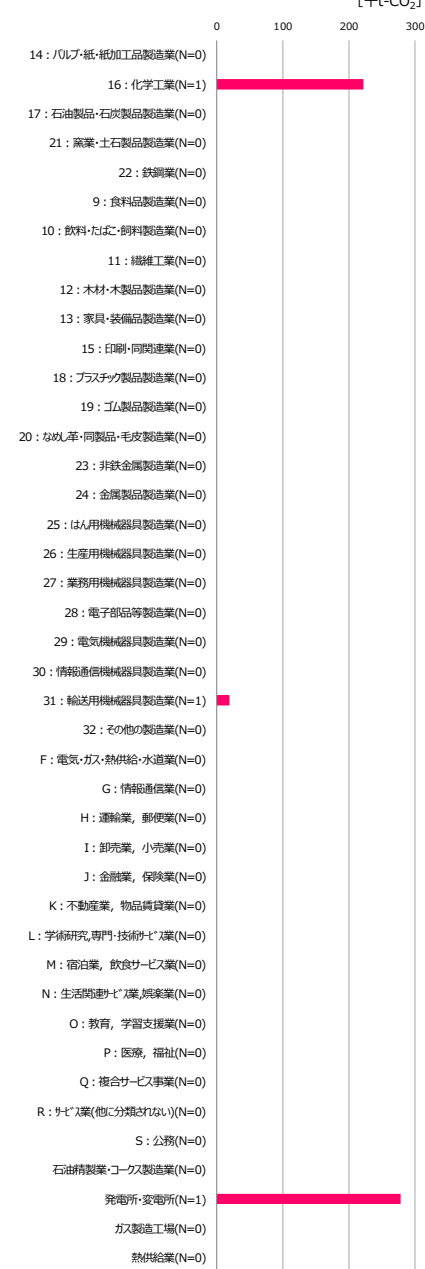 [千t-CO₂]
0 100 200 300
14：パルプ・紙・紙加工品製造業(N=0)
16：化学工業(N=1)
17：石油製品・石炭製品製造業(N=0)
21：窯業・土石製品製造業(N=0)
22：鉄鋼業(N=0)
9：食料品製造業(N=0)
10：飲料・たばこ・飼料製造業(N=0)
11：繊維工業(N=0)
12：木材・木製品製造業(N=0)
13：家具・装備品製造業(N=0)
15：印刷・同関連業(N=0)
18：プラスチック製品製造業(N=0)
19：ゴム製品製造業(N=0)
20：なめし革・同製品・毛皮製造業(N=0)
23：非鉄金属製造業(N=0)
24：金属製品製造業(N=0)
25：はん用機械器具製造業(N=0)
26：生産用機械器具製造業(N=0)
27：業務用機械器具製造業(N=0)
28：電子部品等製造業(N=0)
29：電気機械器具製造業(N=0)
30：情報通信機械器具製造業(N=0)
31：輸送用機械器具製造業(N=1)
32：その他の製造業(N=0)
F：電気・ガス・熱供給・水道業(N=0)
G：情報通信業(N=0)
H：運輸業，郵便業(N=0)
I：卸売業，小売業(N=0)
J：金融業，保険業(N=0)
K：不動産業，物品賃貸業(N=0)
L：学術研究,専門・技術ｻｰﾋﾞｽ業(N=0)
M：宿泊業，飲食サービス業(N=0)
N：生活関連ｻｰﾋﾞｽ業,娯楽業(N=0)
O：教育，学習支援業(N=0)
P：医療，福祉(N=0)
Q：複合サービス事業(N=0)
R：ｻｰﾋﾞｽ業(他に分類されない)(N=0)
S：公務(N=0)
石油精製業・コークス製造業(N=0)
発電所・変電所(N=1)
ガス製造工場(N=0)
熱供給業(N=0)